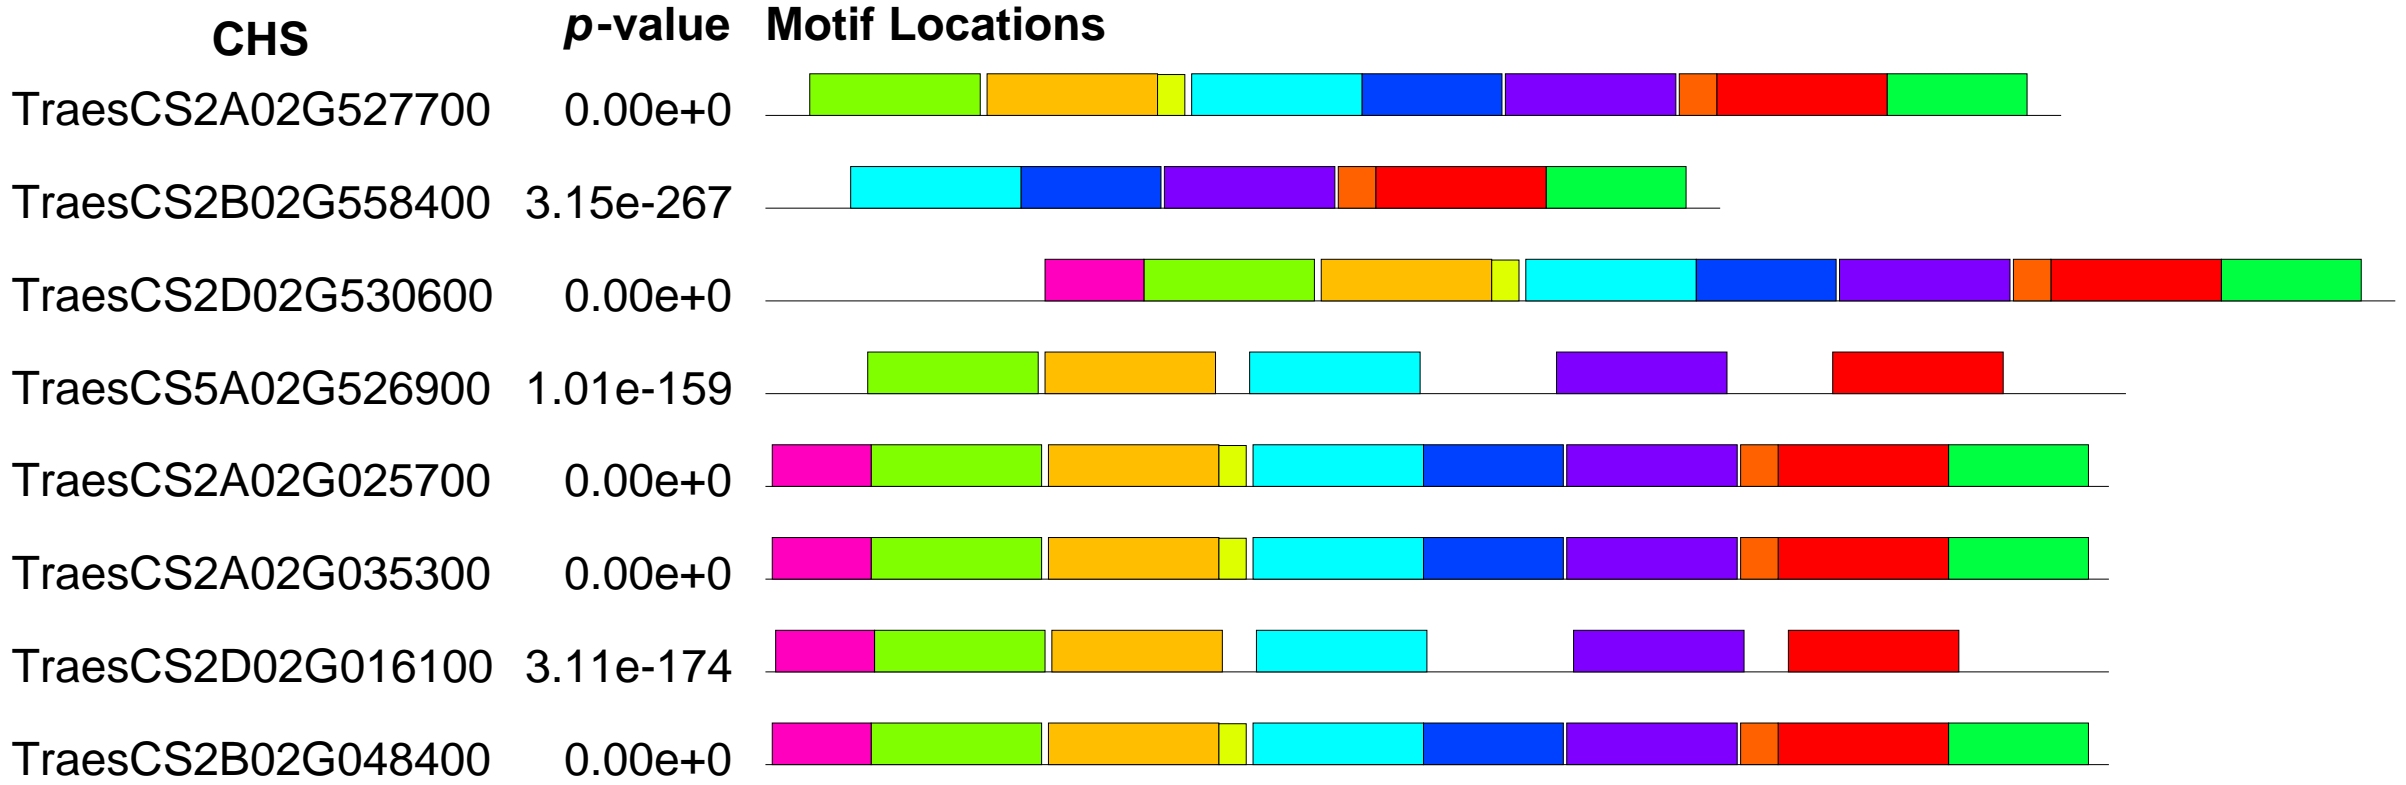 CHS p-value Motif Locations
TraesCS2A02G527700 0.00e+0
TraesCS2B02G558400 3.15e-267
TraesCS2D02G530600 0.00e+0
TraesCS5A02G526900 1.01e-159
TraesCS2A02G025700 0.00e+0
TraesCS2A02G035300 0.00e+0
TraesCS2D02G016100 3.11e-174
TraesCS2B02G048400 0.00e+0